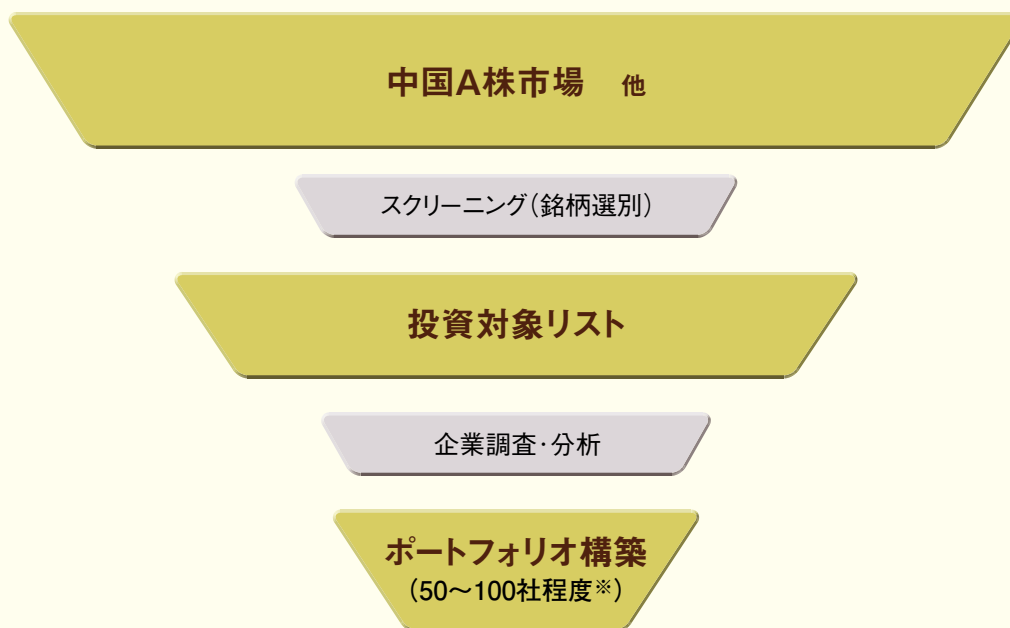 中国A株市場　他
スクリーニング（銘柄選別）
投資対象リスト
企業調査・分析
ポートフォリオ構築
（50～100社程度※）